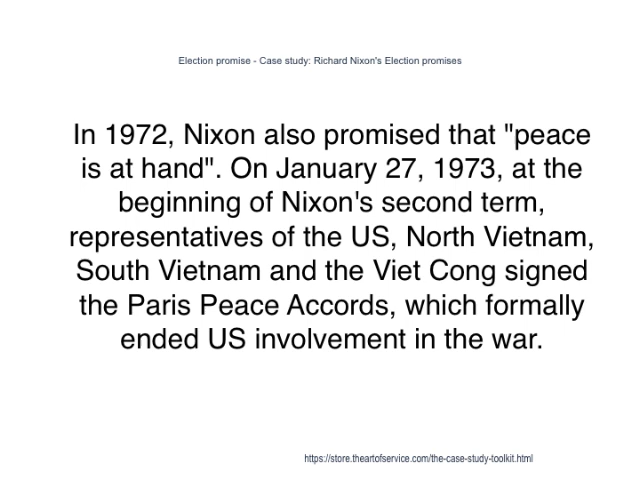 Election promise - Case study: Richard Nixon's Election promises
In 1972, Nixon also promised that "peace
is at hand". On January 27, 1973, at the
beginning of Nixon's second term,
representatives of the US, North Vietnam,
South Vietnam and the Viet Cong signed
the Paris Peace Accords, which formally
ended US involvement in the war.
https://store.theartofservice.com/the-case-study-toolkit.html